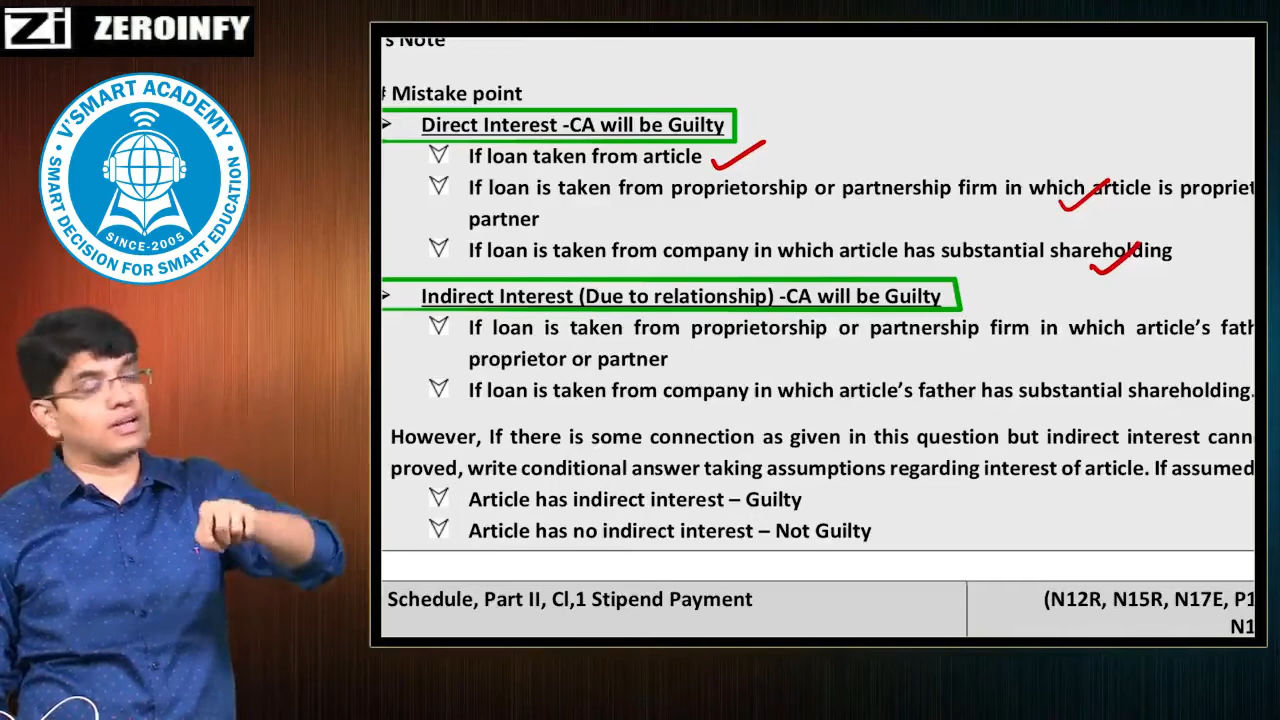 Zi ZEROINFY
V'SMART ACADEMY
SMART DECISION FOR SMART EDUCATION
SINCE-2005
s Note
Mistake point
Direct Interest -CA will be Guilty
If loan taken from article
If loan is taken from proprietorship or partnership firm in which article is
partner
If loan is taken from company in which article has substantial shareholding
Indirect Interest (Due to relationship) -CA will be Guilty
If loan is taken from proprietorship or partnership firm in which article's
proprietor or partner
If loan is taken from company in which article's father has substantial shareholding.
However, If there is some connection as given in this question but indirect interest
proved, write conditional answer taking assumptions regarding interest of article. If assumed
Article has indirect interest – Guilty
Article has no indirect interest – Not Guilty
Schedule, Part II, Cl,1 Stipend Payment
(N12R, N15R, N17E,